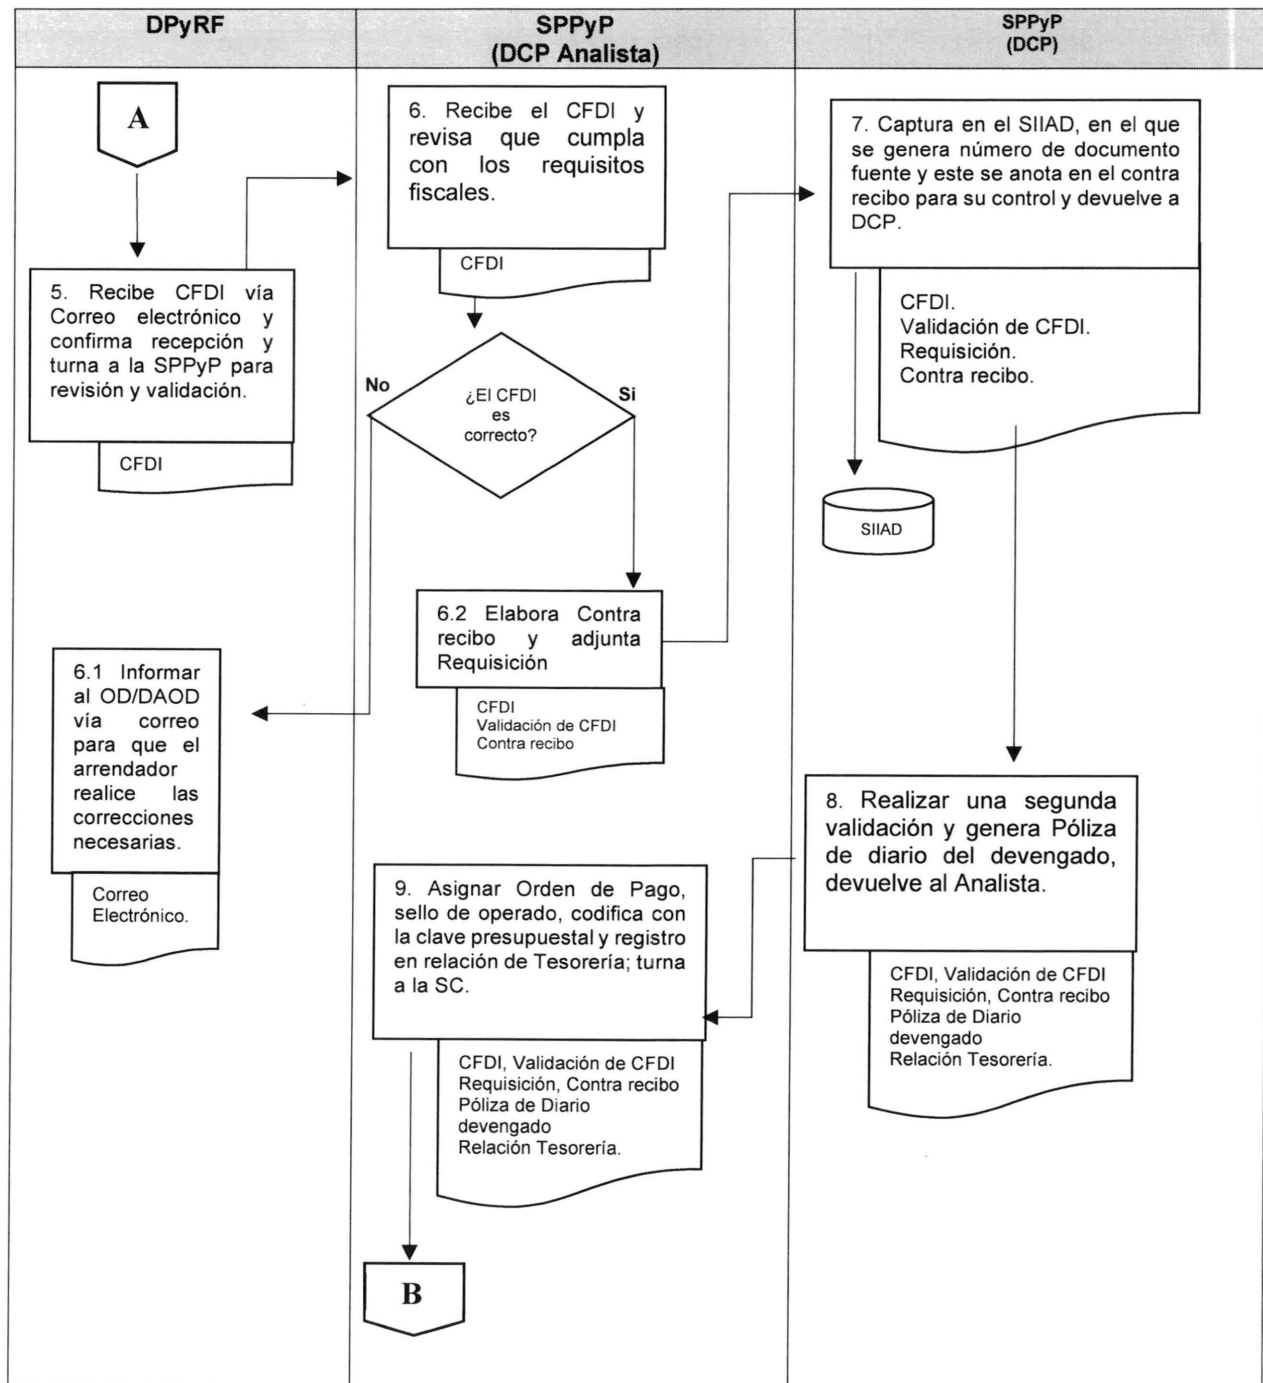 DPyRF
SPPyP
(DCP Analista)
SPPyP
(DCP)
A
5. Recibe CFDI vía
Correo electrónico y
confirma recepción y
turna a la SPPyP para
revisión y validación.
CFDI
6. Recibe el CFDI y
revisa que cumpla
con los requisitos
fiscales.
CFDI
No
¿El CFDI
es
correcto?
Si
6.1 Informar
al OD/DAOD
vía correo
para que el
arrendador
realice las
correcciones
necesarias.
Correo
Electrónico.
6.2 Elabora Contra
recibo y adjunta
Requisición
CFDI
Validación de CFDI
Contra recibo
7. Captura en el SIIAD, en el que
se genera número de documento
fuente y este se anota en el contra
recibo para su control y devuelve a
DCP.
CFDI.
Validación de CFDI.
Requisición.
Contra recibo.
SIIAD
8. Realizar una segunda
validación y genera Póliza
de diario del devengado,
devuelve al Analista.
CFDI, Validación de CFDI
Requisición, Contra recibo
Póliza de Diario
devengado
Relación Tesorería.
9. Asignar Orden de Pago,
sello de operado, codifica con
la clave presupuestal y registro
en relación de Tesorería; turna
a la SC.
CFDI, Validación de CFDI
Requisición, Contra recibo
Póliza de Diario
devengado
Relación Tesorería.
B